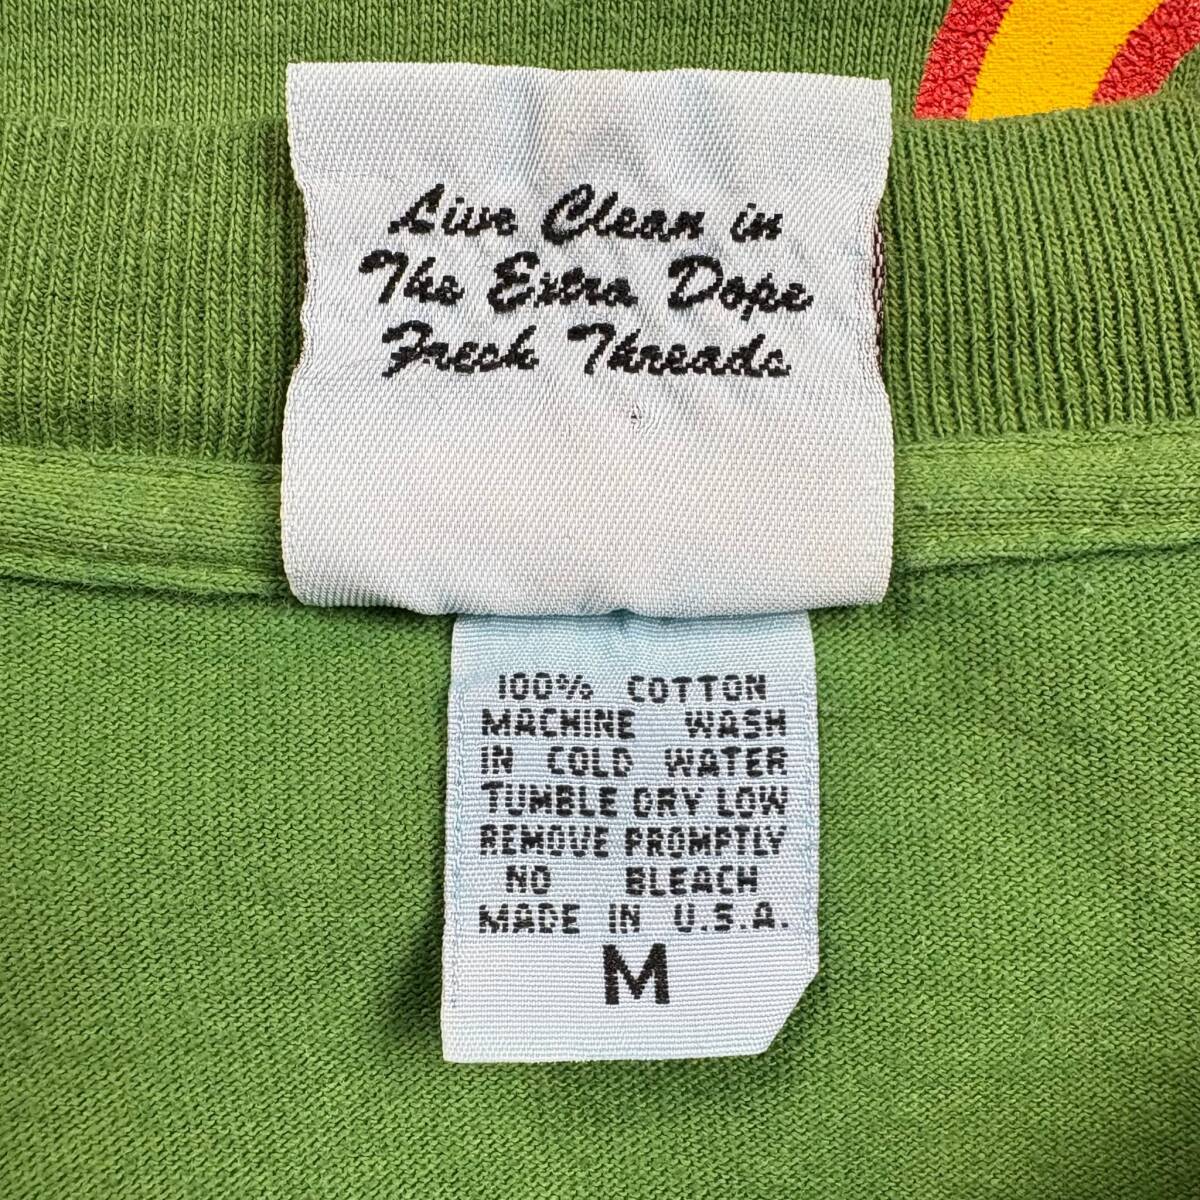 Live Clean in
The Extra Dope
Fresh Threads
100% COTTON
MACHINE WASH
IN COLD WATER
TUMBLE DRY LOW
REMOVE PROMPTLY
NO BLEACH
MADE IN U.S.A.
M